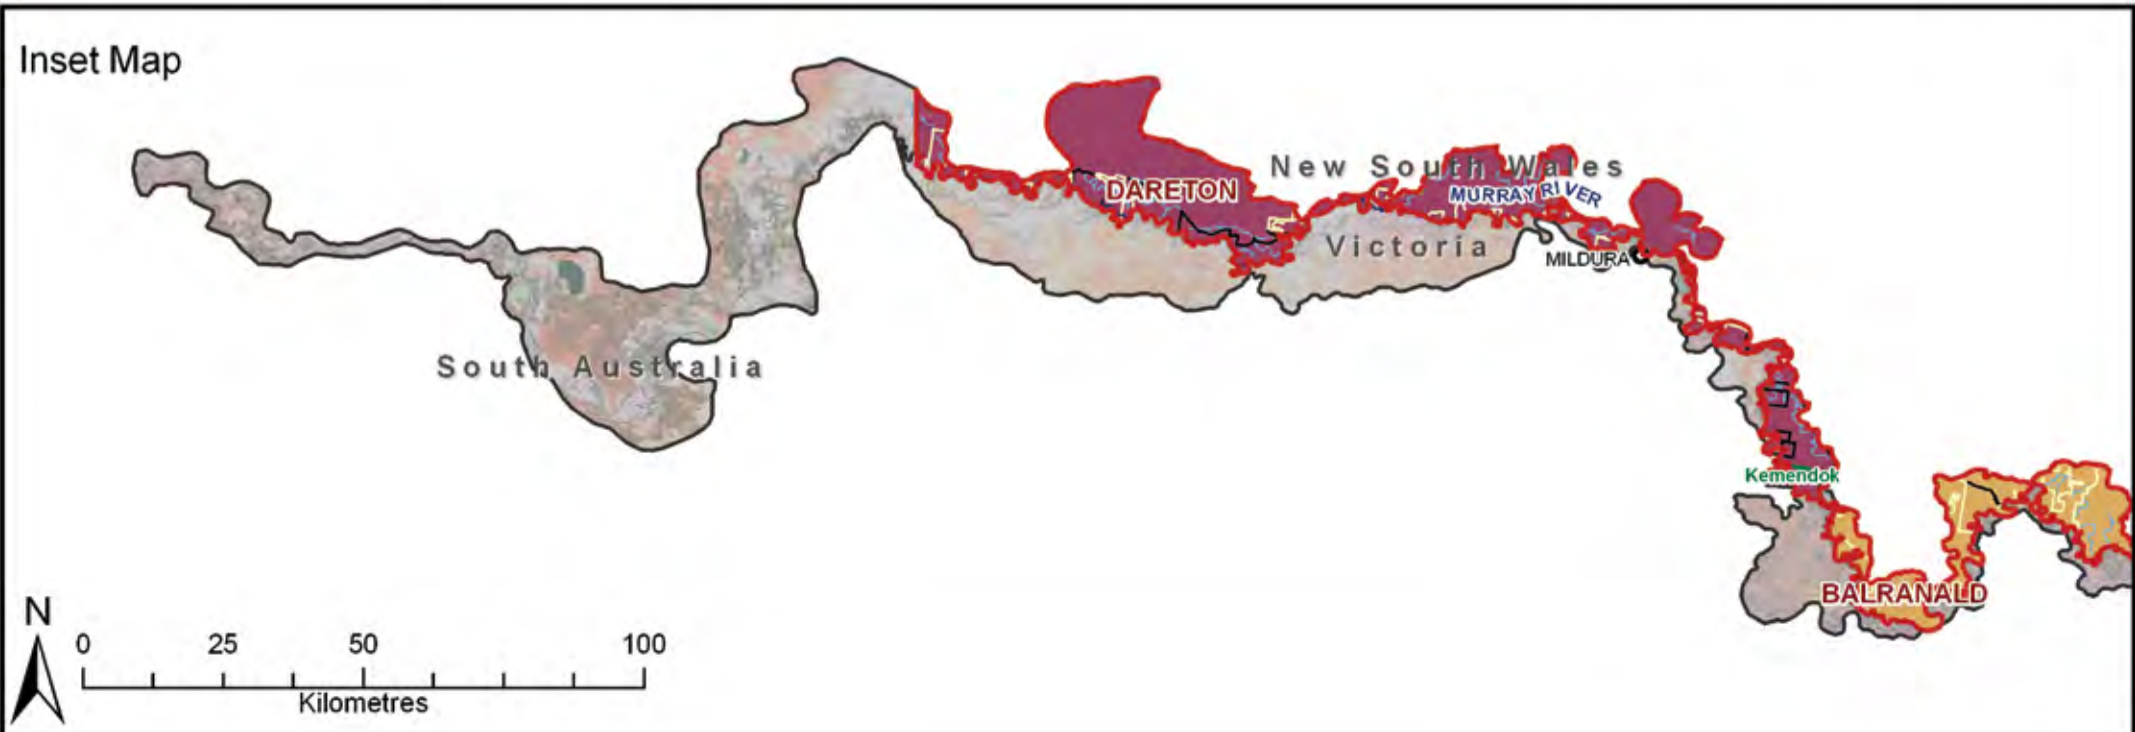 Inset Map
New South Wales
DARETON
MURRAY RIVER
Victoria
MILDURA
South Australia
Kemendok
BALRANALD
N
0 25 50 100
Kilometres